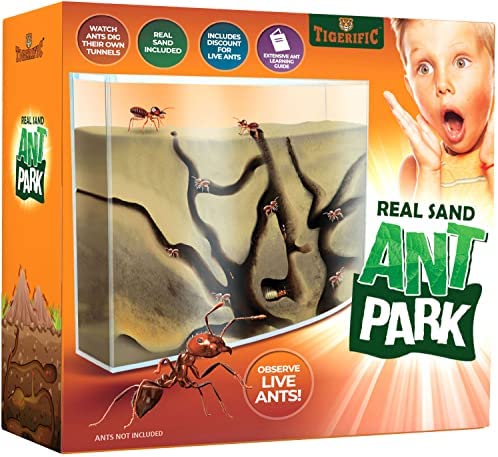 WATCH
ANTS DIG
THEIR OWN
TUNNELS
REAL
SAND
INCLUDED
INCLUDES
DISCOUNT
FOR
LIVE ANTS
EXTENSIVE ANT
LEARNING
GUIDE
TIGERIFIC
REAL SAND
ANT
PARK
REAL SAND
ANT
PARK
OBSERVE
LIVE
ANTS!
ANTS NOT INCLUDED